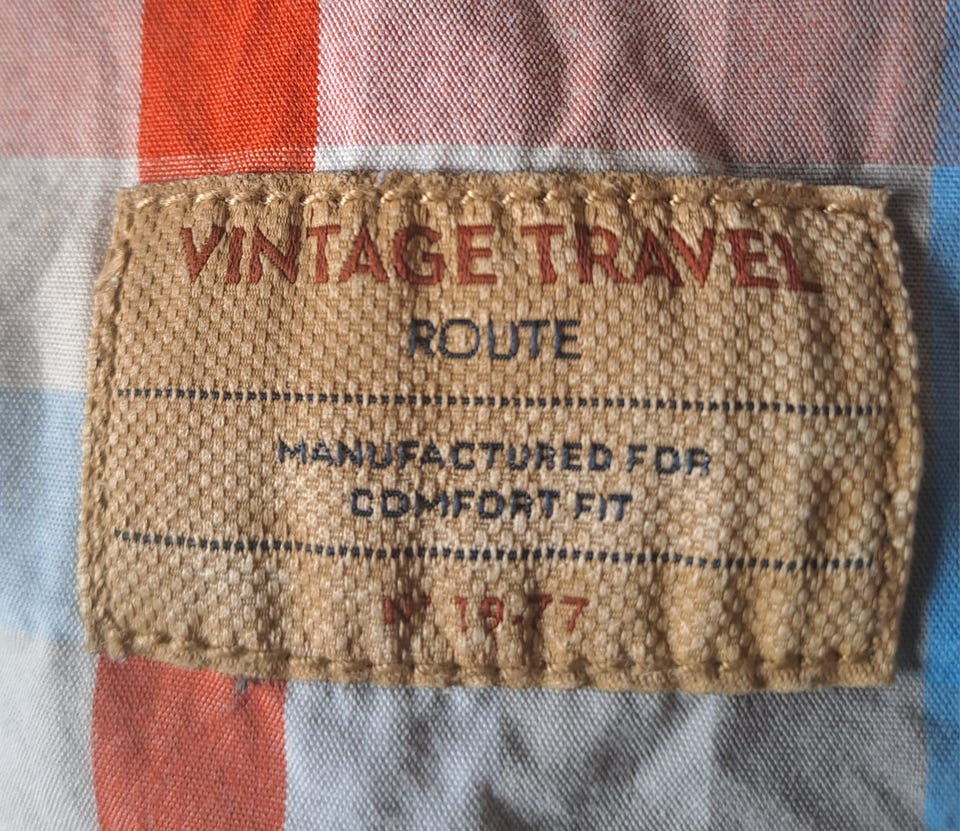 VINTAGE TRAVEL
ROUTE
MANUFACTURED FOR
COMFORT FIT
N° 19-77